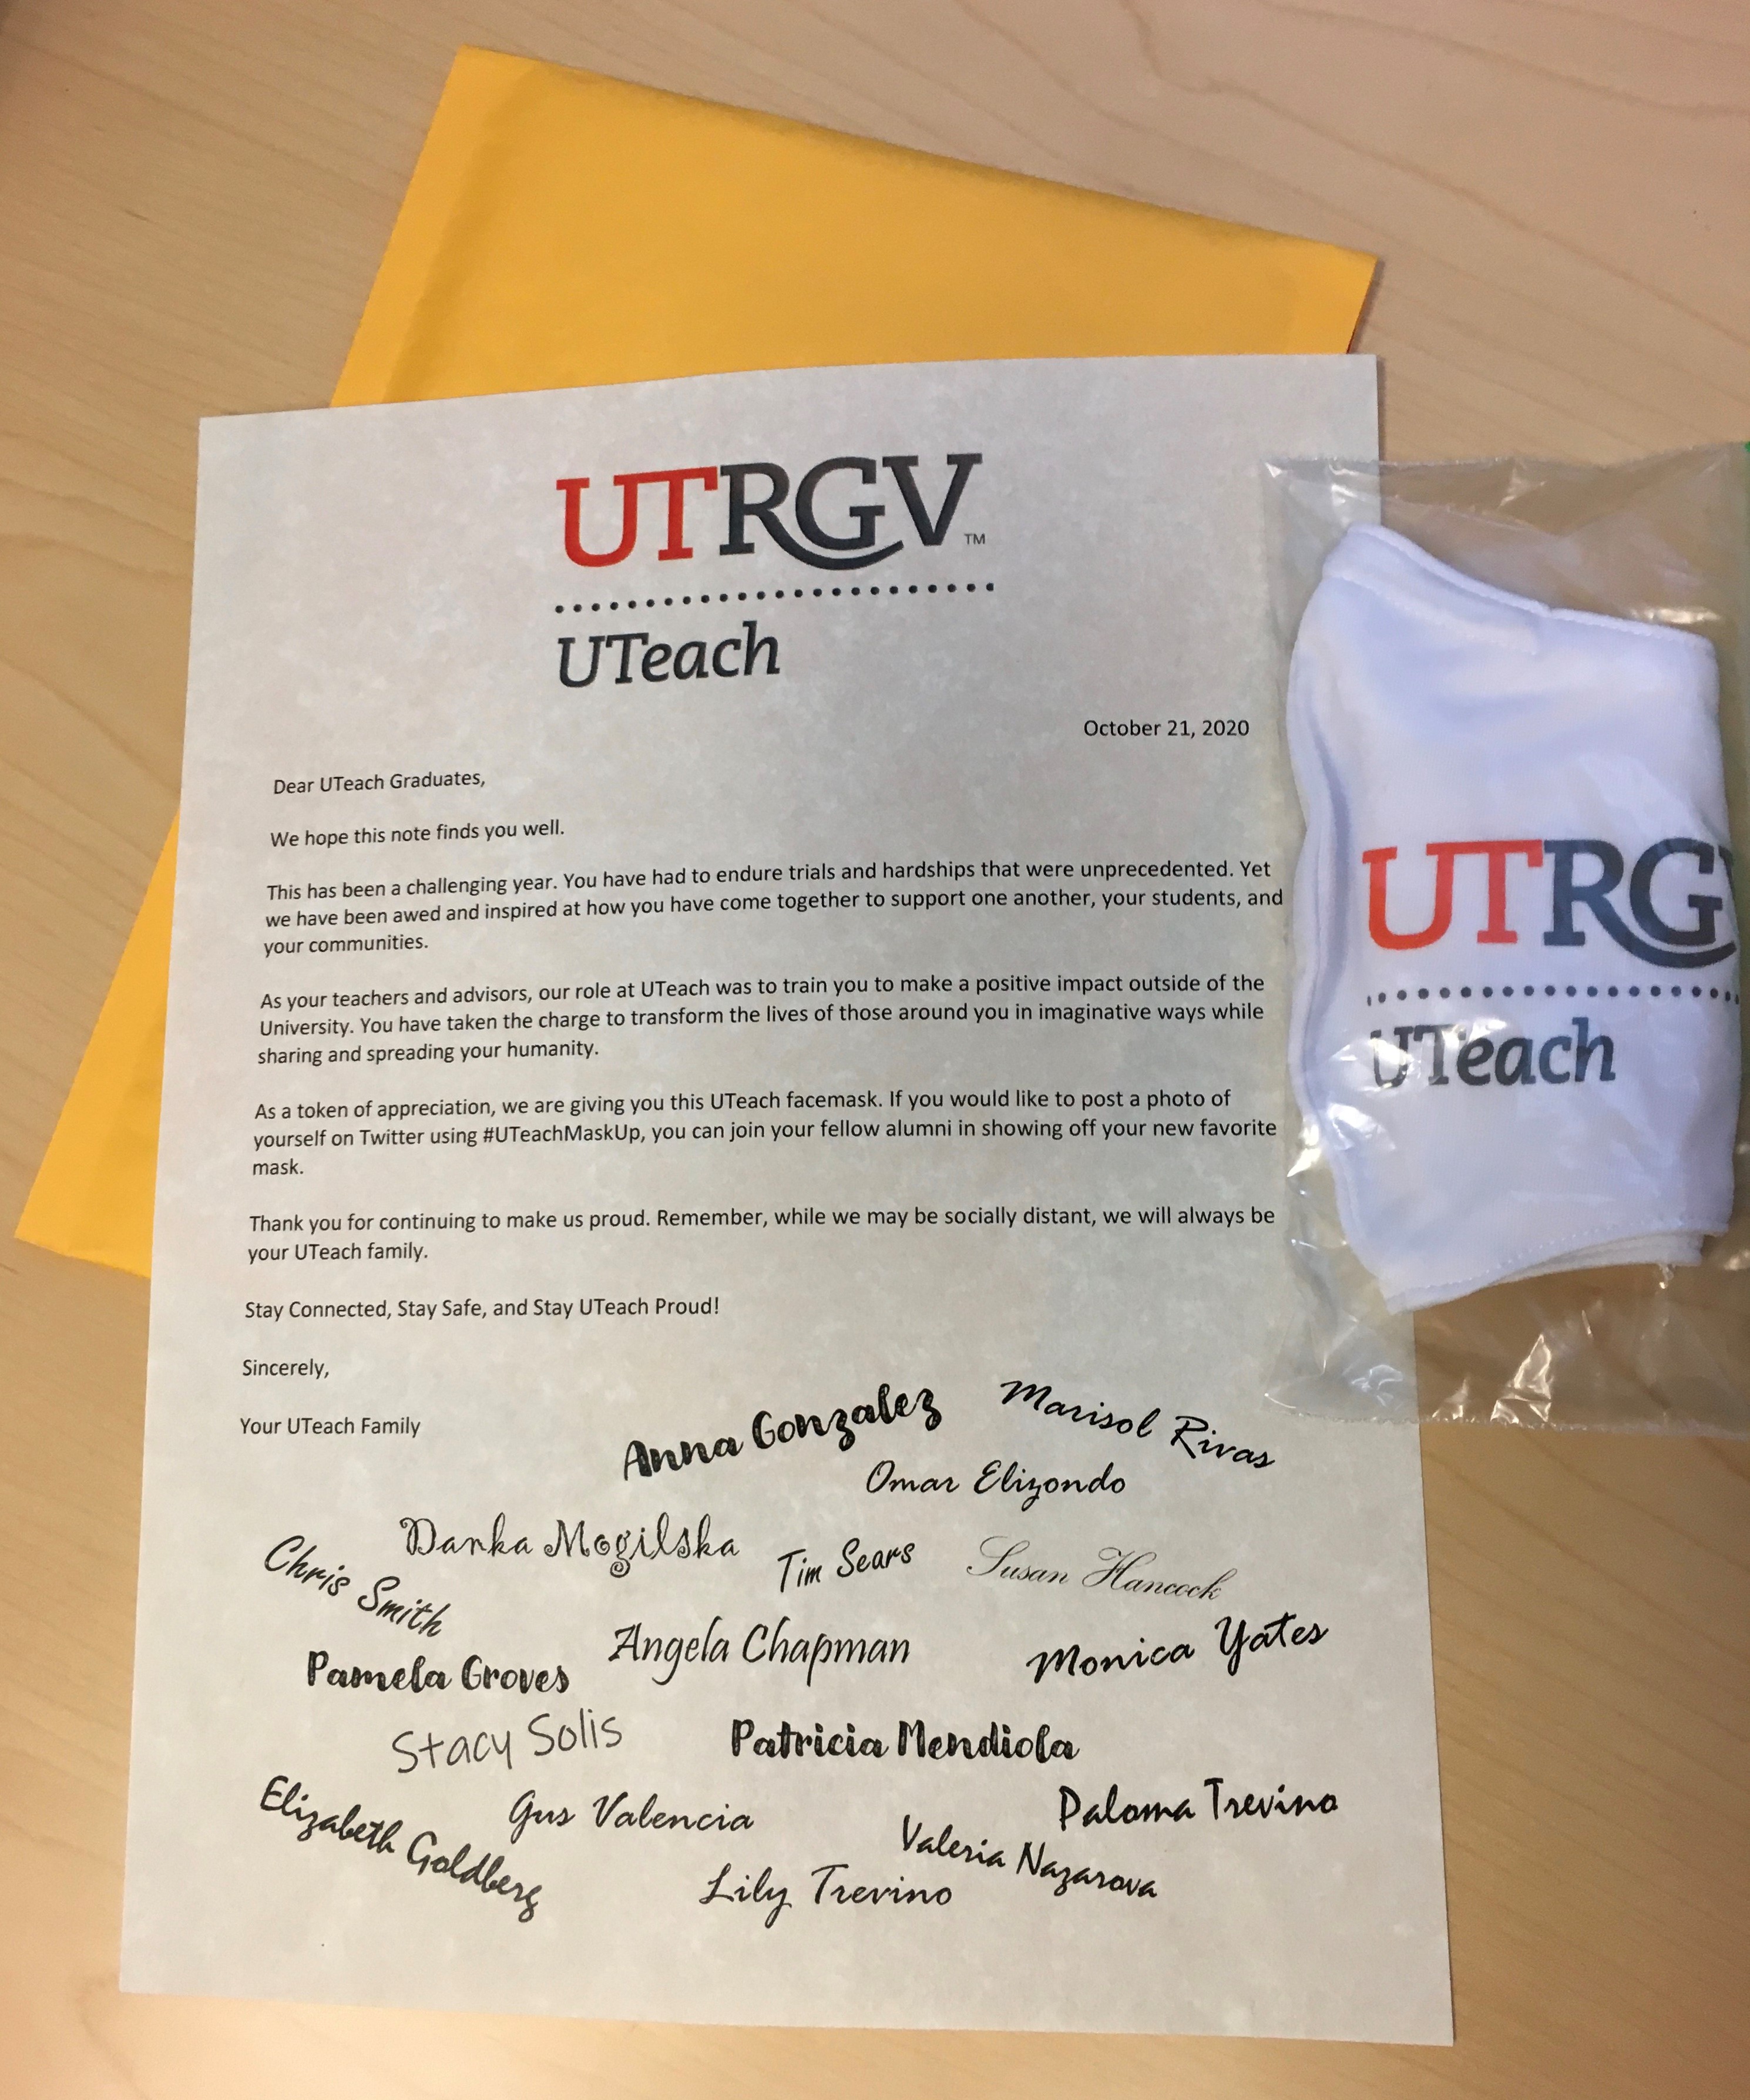 UTRGV™
UTeach
October 21, 2020
Dear UTeach Graduates,
We hope this note finds you well.
This has been a challenging year. You have had to endure trials and hardships that were unprecedented. Yet
we have been awed and inspired at how you have come together to support one another, your students, and
your communities.
As your teachers and advisors, our role at UTeach was to train you to make a positive impact outside of the
University. You have taken the charge to transform the lives of those around you in imaginative ways while
sharing and spreading your humanity.
As a token of appreciation, we are giving you this UTeach facemask. If you would like to post a photo of
yourself on Twitter using #UTeachMaskUp, you can join your fellow alumni in showing off your new favorite
mask.
Thank you for continuing to make us proud. Remember, while we may be socially distant, we will always be
your UTeach family.
Stay Connected, Stay Safe, and Stay UTeach Proud!
Sincerely,
Your UTeach Family
Anna Gonzalez
Marisol Rivas
Omar Elizondo
Danka Mogilska
Tim Sears
Susan Hancock
Chris Smith
Angela Chapman
Monica Yates
Pamela Groves
Stacy Solis
Patricia Mendiola
Elizabeth Goldberg
Gus Valencia
Paloma Trevino
Valeria Nazarova
Lily Trevino
UTRGV
UTeach